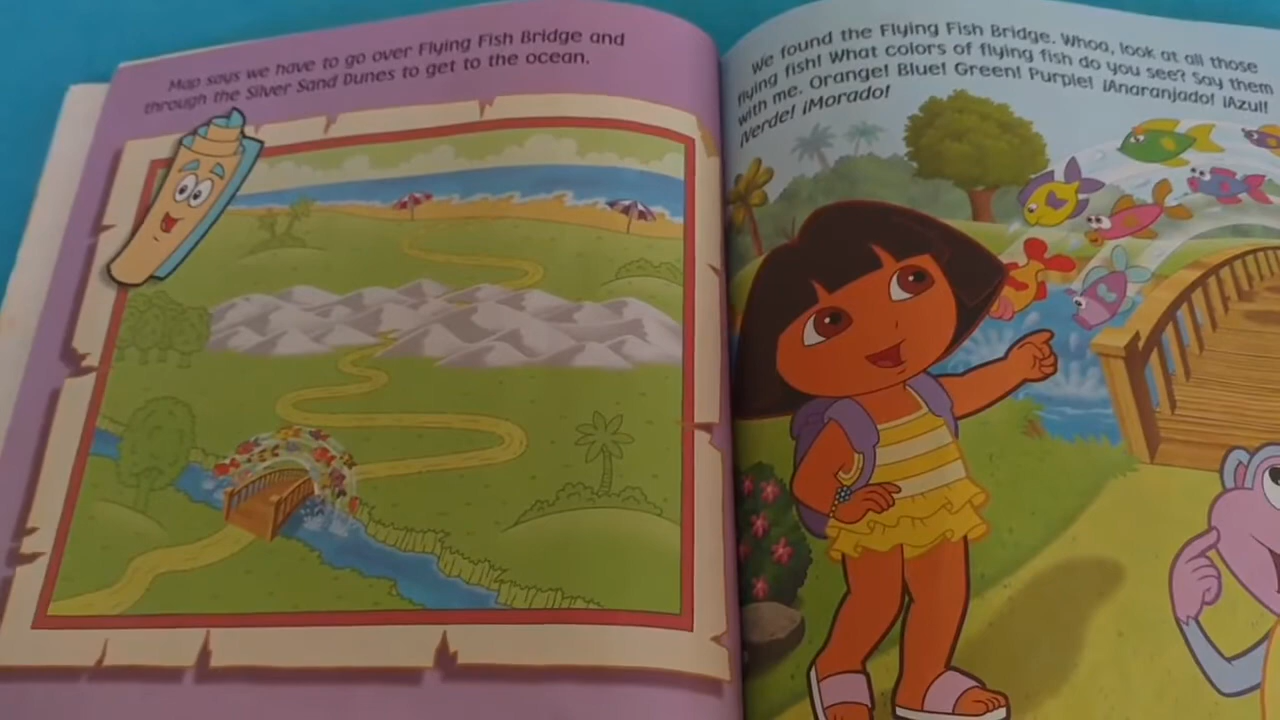 Map says we have to go over Flying Fish Bridge and
through the Silver Sand Dunes to get to the ocean.
We found the Flying Fish Bridge. Whoa, look at all those
flying fish! What colors of flying fish do you see? Say them
with me. Orange! Blue! Green! Purple! ¡Anaranjado! ¡Azul!
¡Verde! ¡Morado!